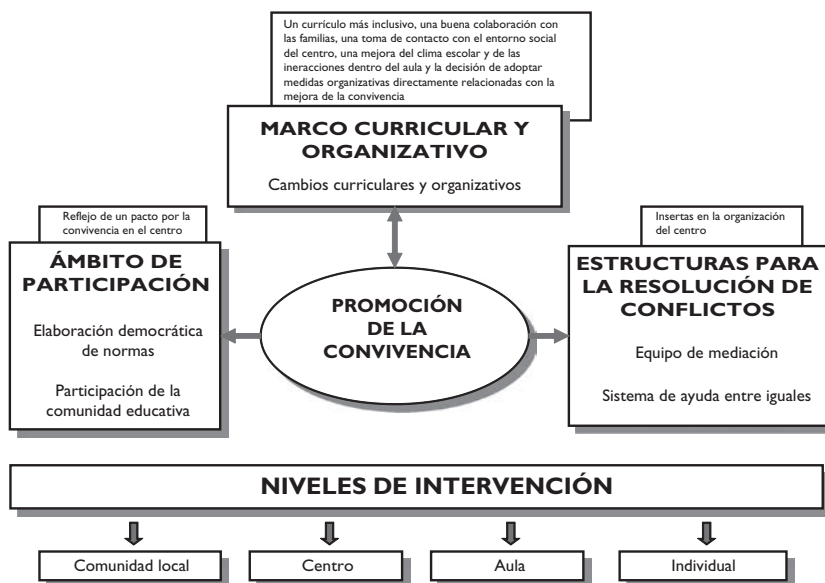 Un currículo más inclusivo, una buena colaboración con
las familias, una toma de contacto con el entorno social
del centro, una mejora del clima escolar y de las
ineracciones dentro del aula y la decisión de adoptar
medidas organizativas directamente relacionadas con la
mejora de la convivencia
MARCO CURRICULAR Y
ORGANIZATIVO
Cambios curriculares y organizativos
Reflejo de un pacto por la
convivencia en el centro
ÁMBITO DE
PARTICIPACIÓN
Elaboración democrática
de normas
Participación de la
comunidad educativa
PROMOCIÓN
DE LA
CONVIVENCIA
Insertas en la organización
del centro
ESTRUCTURAS PARA
LA RESOLUCIÓN DE
CONFLICTOS
Equipo de mediación
Sistema de ayuda entre iguales
NIVELES DE INTERVENCIÓN
Comunidad local
Centro
Aula
Individual